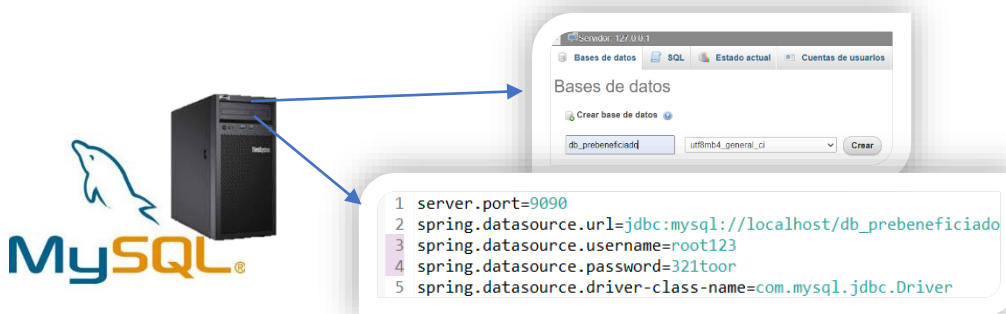 Servidor: 127.0.0.1
Bases de datos SQL Estado actual Cuentas de usuarios
Bases de datos
Crear base de datos
db_prebeneficiado utf8mb4_general_ci Crear
MySQL®
1 server.port=9090
2 spring.datasource.url=jdbc:mysql://localhost/db_prebeneficiado
3 spring.datasource.username=root123
4 spring.datasource.password=321toor
5 spring.datasource.driver-class-name=com.mysql.jdbc.Driver